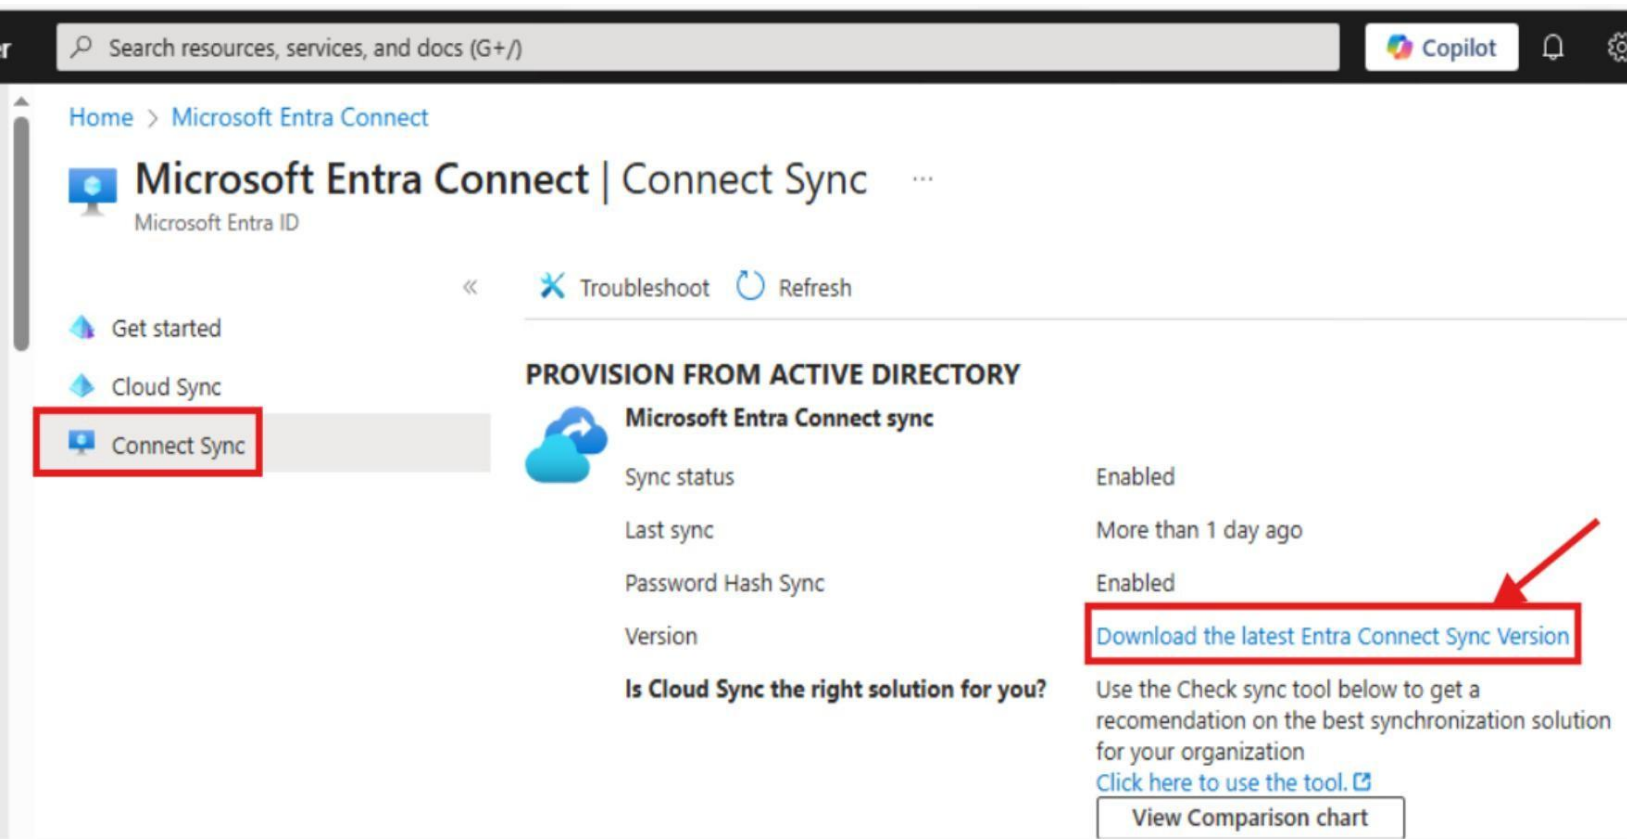 er
Search resources, services, and docs (G+/)
Copilot
Home > Microsoft Entra Connect
Microsoft Entra Connect | Connect Sync ...
Microsoft Entra ID
«
Troubleshoot Refresh
Get started
Cloud Sync
Connect Sync
PROVISION FROM ACTIVE DIRECTORY
Microsoft Entra Connect sync
Sync status Enabled
Last sync More than 1 day ago
Password Hash Sync Enabled
Version Download the latest Entra Connect Sync Version
Is Cloud Sync the right solution for you? Use the Check sync tool below to get a
recomendation on the best synchronization solution
for your organization
Click here to use the tool.
View Comparison chart